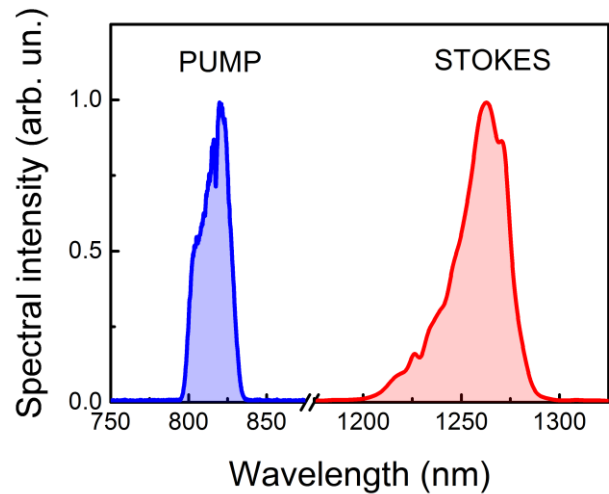 PUMP STOKES
Spectral intensity (arb. un.)
1.0
0.5
0.0
750 800 850 1200 1250 1300
Wavelength (nm)